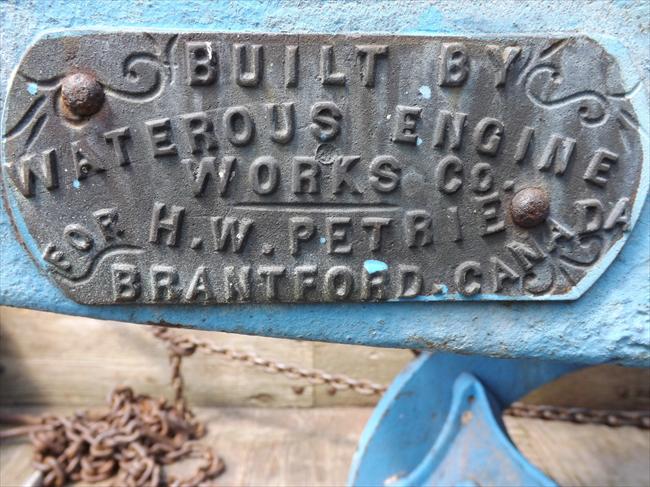 BUILT BY
WATEROUS ENGINE
WORKS CO.
FOR H.W. PETRIE
BRANTFORD. CANADA